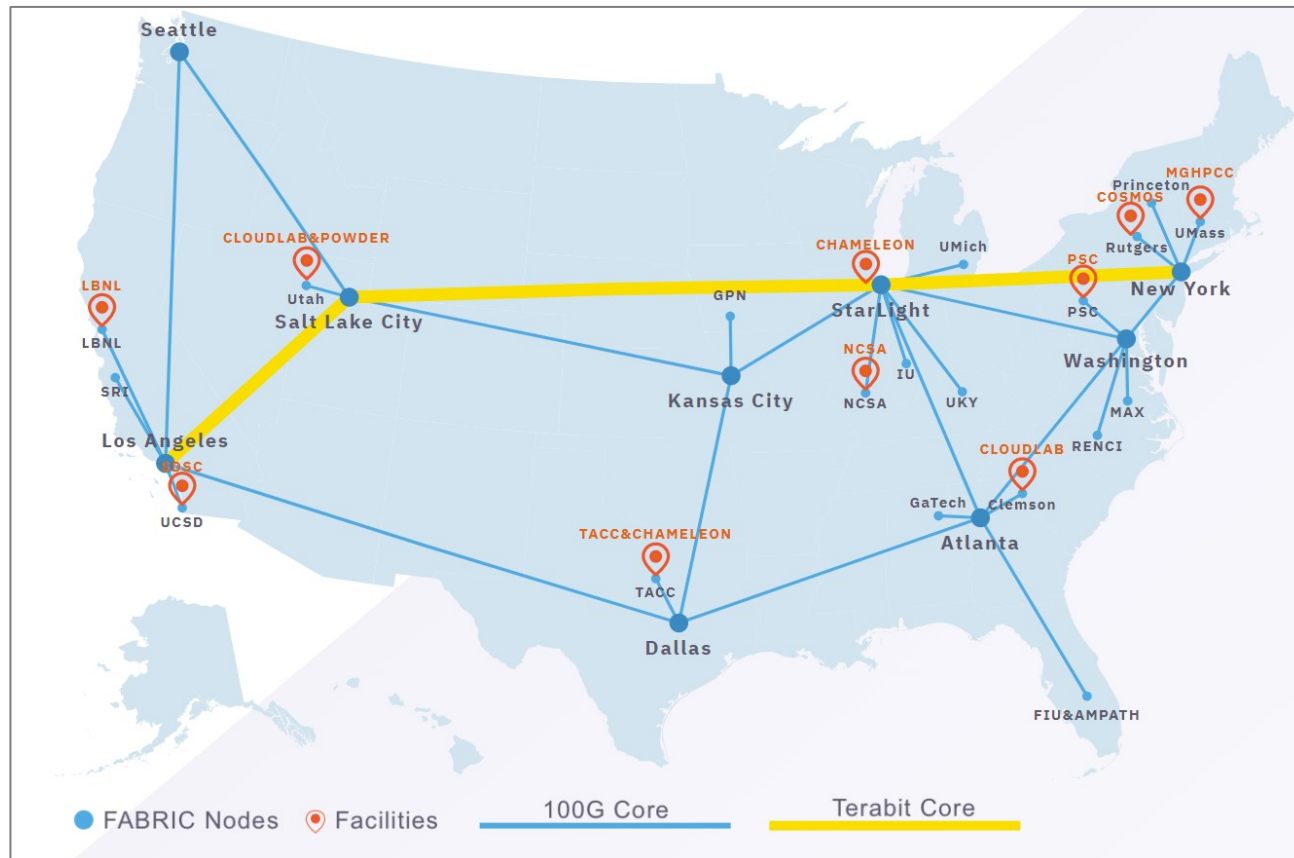 Seattle
MGHPCC
Princeton
COSMOS
UMass
Rutgers
CLOUDLAB&POWDER
CHAMELEON
UMich
PSC
LBNL
New York
Utah
GPN
StarLight
PSC
Salt Lake City
LBNL
NCSA
Washington
IU
SRI
Kansas City
NCSA
UKY
MAX
Los Angeles
RENCI
CLOUDLAB
SDSC
GaTech
Clemson
UCSD
TACC&CHAMELEON
Atlanta
TACC
Dallas
FIU&AMPATH
FABRIC Nodes
Facilities
100G Core
Terabit Core